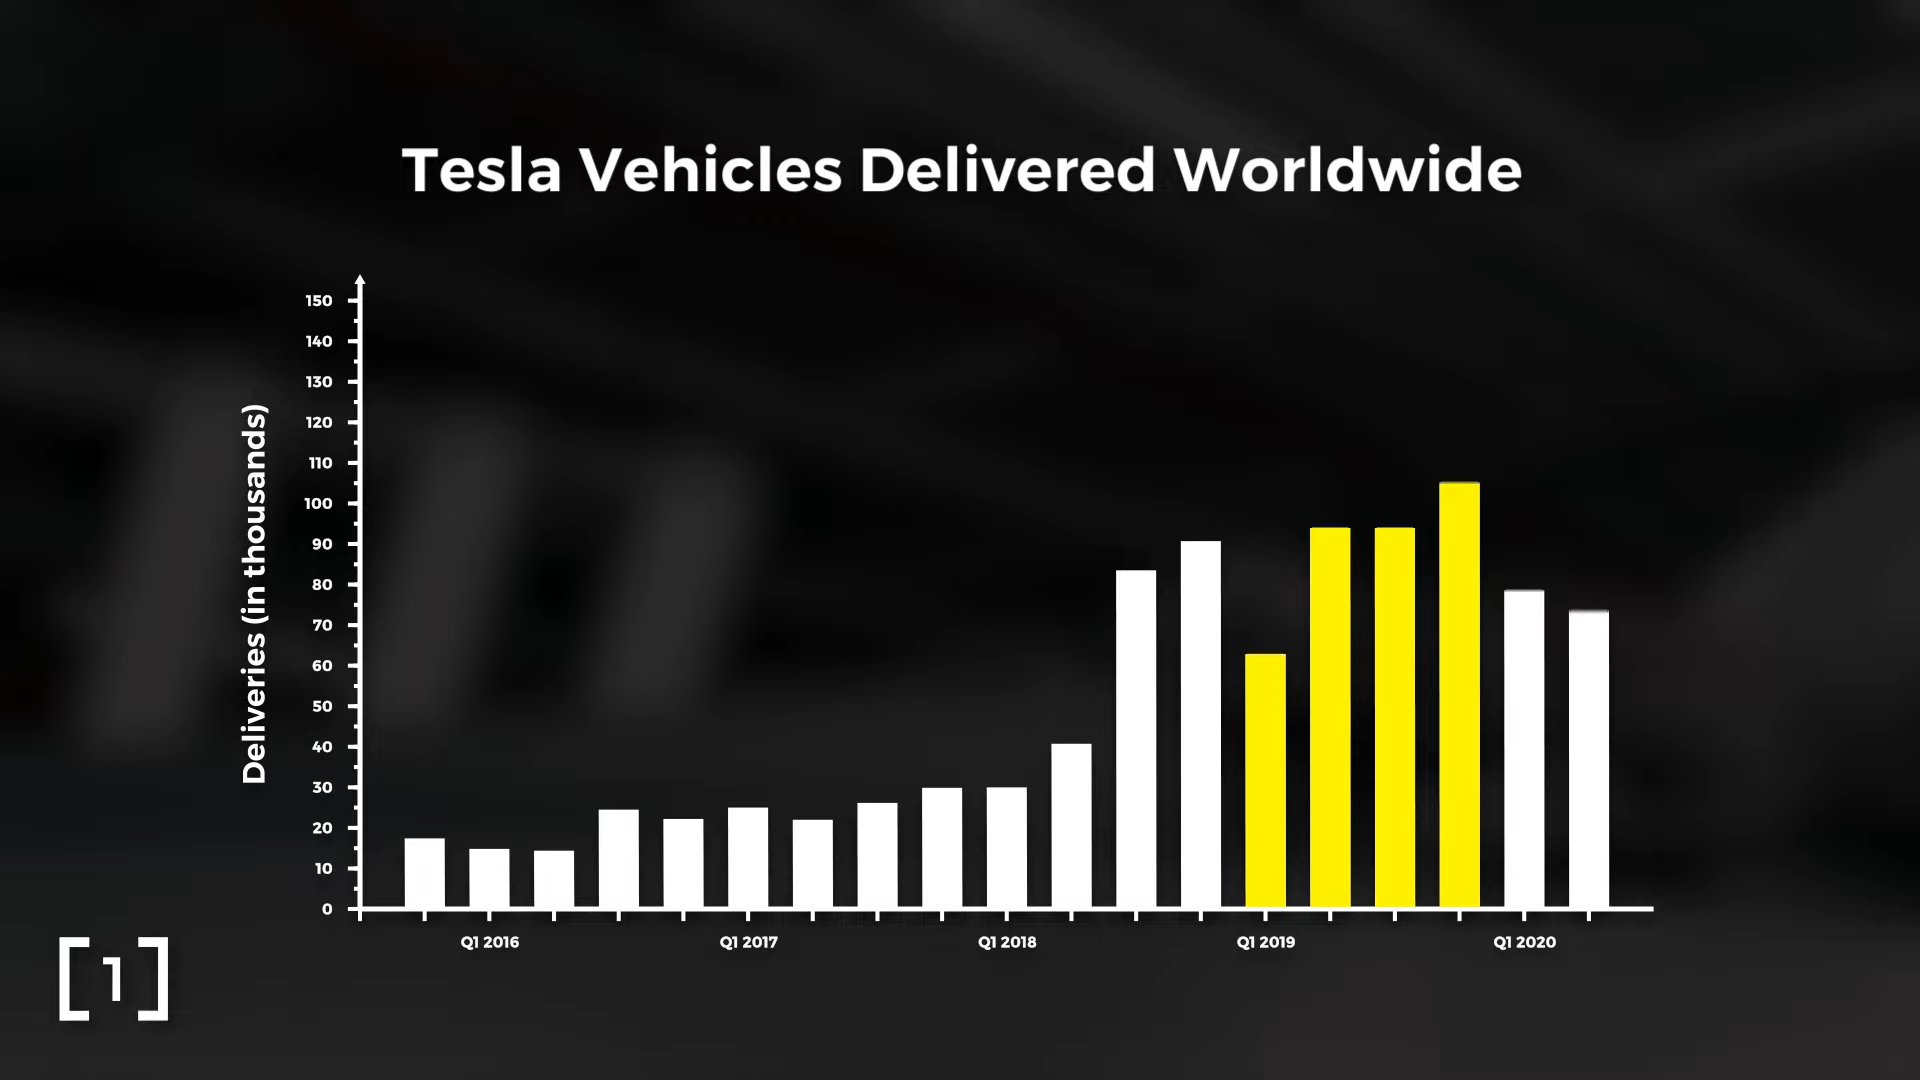 Tesla Vehicles Delivered Worldwide
Deliveries (in thousands)
150
140
130
120
110
100
90
80
70
60
50
40
30
20
10
0
Q1 2016
Q1 2017
Q1 2018
Q1 2019
Q1 2020
[1]